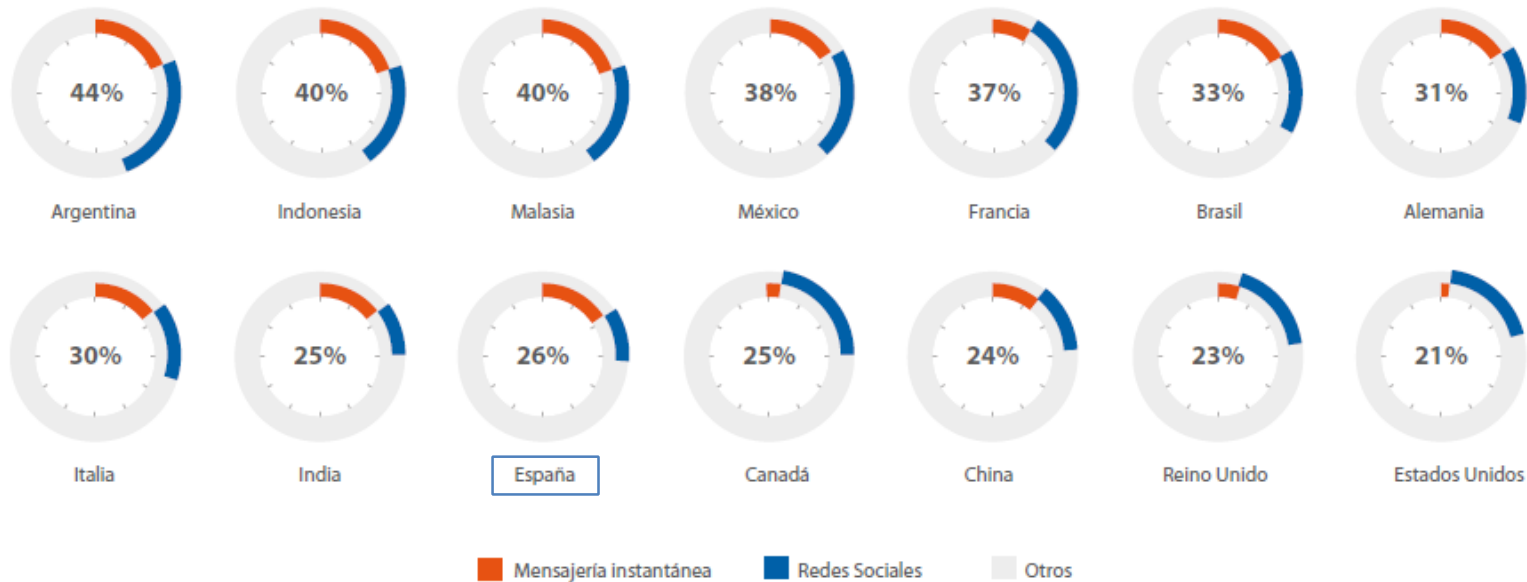 44% 40% 40% 38% 37% 33% 31%
Argentina Indonesia Malasia México Francia Brasil Alemania
30% 25% 26% 25% 24% 23% 21%
Italia India España Canadá China Reino Unido Estados Unidos
Mensajería instantánea Redes Sociales Otros